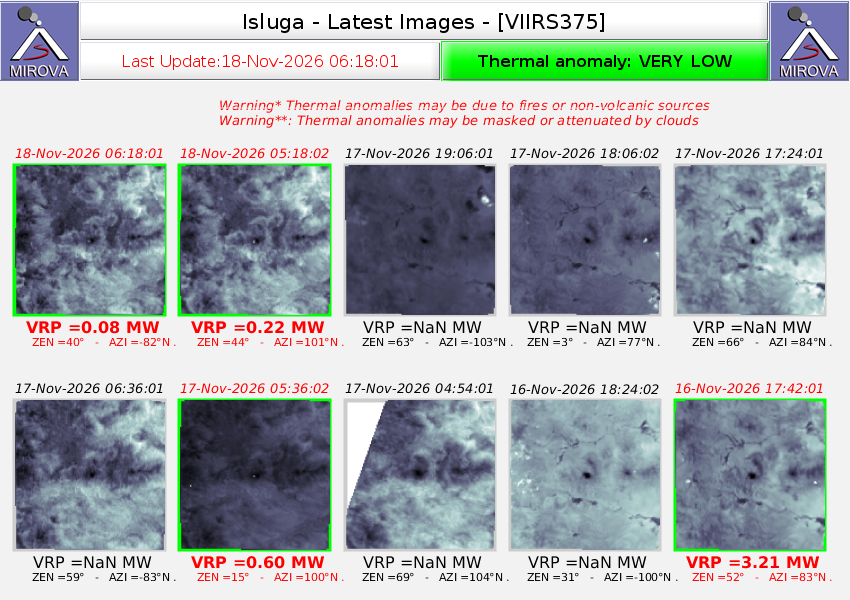 Isluga - Latest Images - [VIIRS375]
MIROVA
Last Update:18-Nov-2026 06:18:01
Thermal anomaly: VERY LOW
MIROVA
Warning* Thermal anomalies may be due to fires or non-volcanic sources
Warning**: Thermal anomalies may be masked or attenuated by clouds
18-Nov-2026 06:18:01 18-Nov-2026 05:18:02 17-Nov-2026 19:06:01 17-Nov-2026 18:06:02 17-Nov-2026 17:24:01
VRP =0.08 MW VRP =0.22 MW VRP =NaN MW VRP =NaN MW VRP =NaN MW
ZEN =40° - AZI =-82°N . ZEN =44° - AZI =101°N . ZEN =63° - AZI =-103°N . ZEN =3° - AZI =77°N . ZEN =66° - AZI =84°N .
17-Nov-2026 06:36:01 17-Nov-2026 05:36:02 17-Nov-2026 04:54:01 16-Nov-2026 18:24:02 16-Nov-2026 17:42:01
VRP =NaN MW VRP =0.60 MW VRP =NaN MW VRP =NaN MW VRP =3.21 MW
ZEN =59° - AZI =-83°N . ZEN =15° - AZI =100°N . ZEN =69° - AZI =104°N . ZEN =31° - AZI =-100°N . ZEN =52° - AZI =83°N .